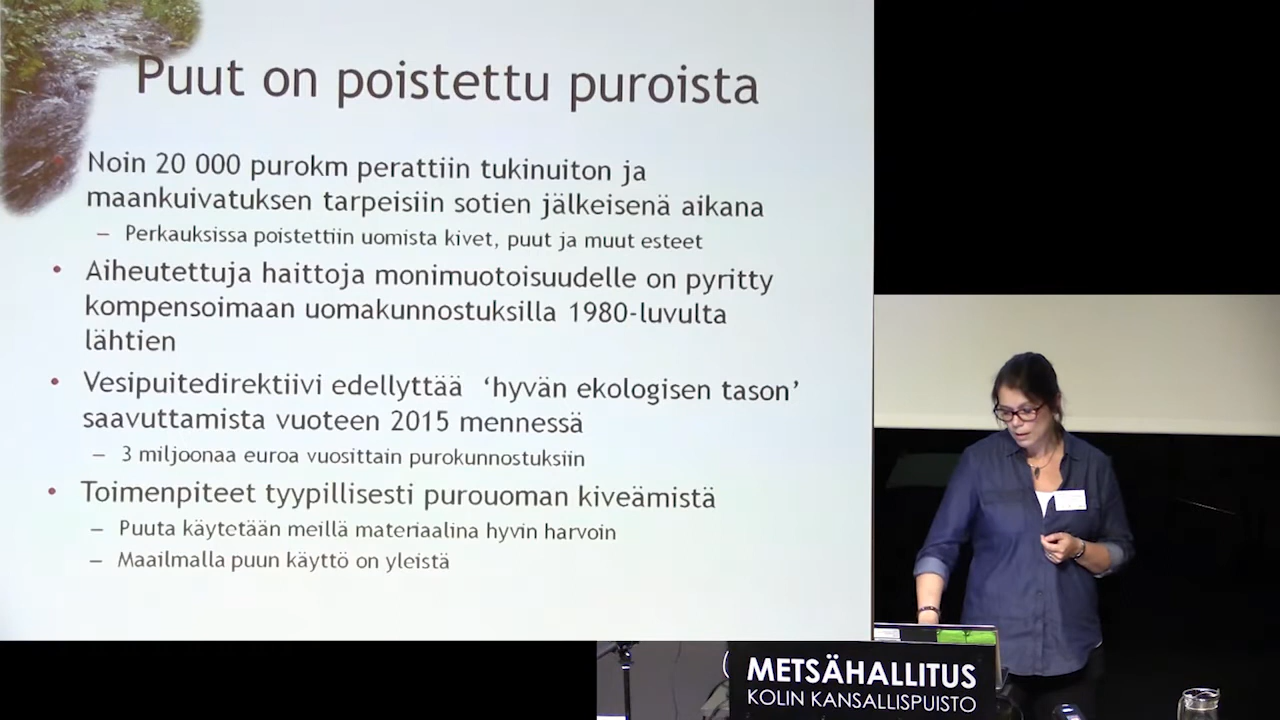 Puut on poistettu puroista
• Noin 20 000 purokm perattiin tukinuiton ja
maankuivatuksen tarpeisiin sotien jälkeisenä aikana
– Perkauksissa poistettiin uomista kivet, puut ja muut esteet
• Aiheutettuja haittoja monimuotoisuudelle on pyritty
kompensoimaan uomakunnostuksilla 1980-luvulta
lähtien
• Vesipuitedirektiivi edellyttää ‘hyvän ekologisen tason’
saavuttamista vuoteen 2015 mennessä
– 3 miljoonaa euroa vuosittain purokunnostuksiin
• Toimenpiteet tyypillisesti purouoman kiveämistä
– Puuta käytetään meillä materiaalina hyvin harvoin
– Maailmalla puun käyttö on yleistä
METSÄHALLITUS
KOLIN KANSALLISPUISTO